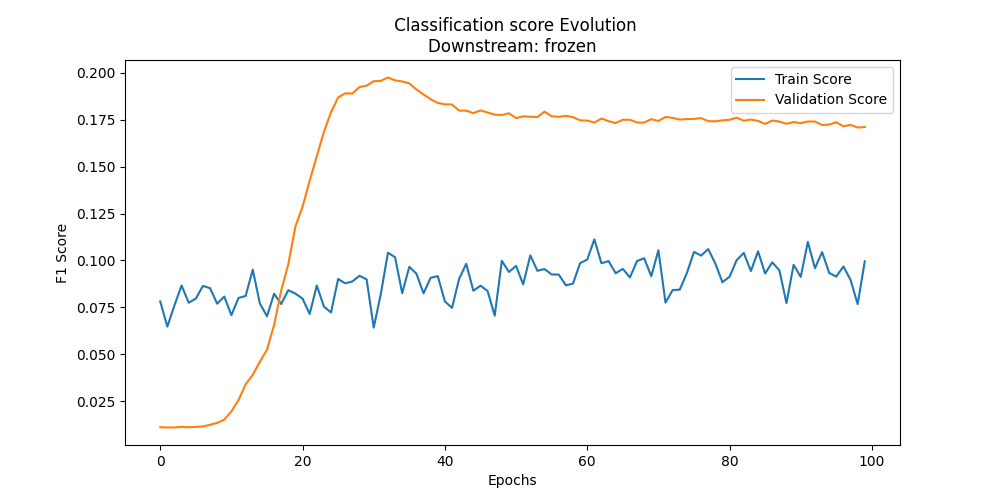 Classification score Evolution
Downstream: frozen
Train Score
Validation Score
F1 Score
0.200
0.175
0.150
0.125
0.100
0.075
0.050
0.025
0
20
40
60
80
100
Epochs